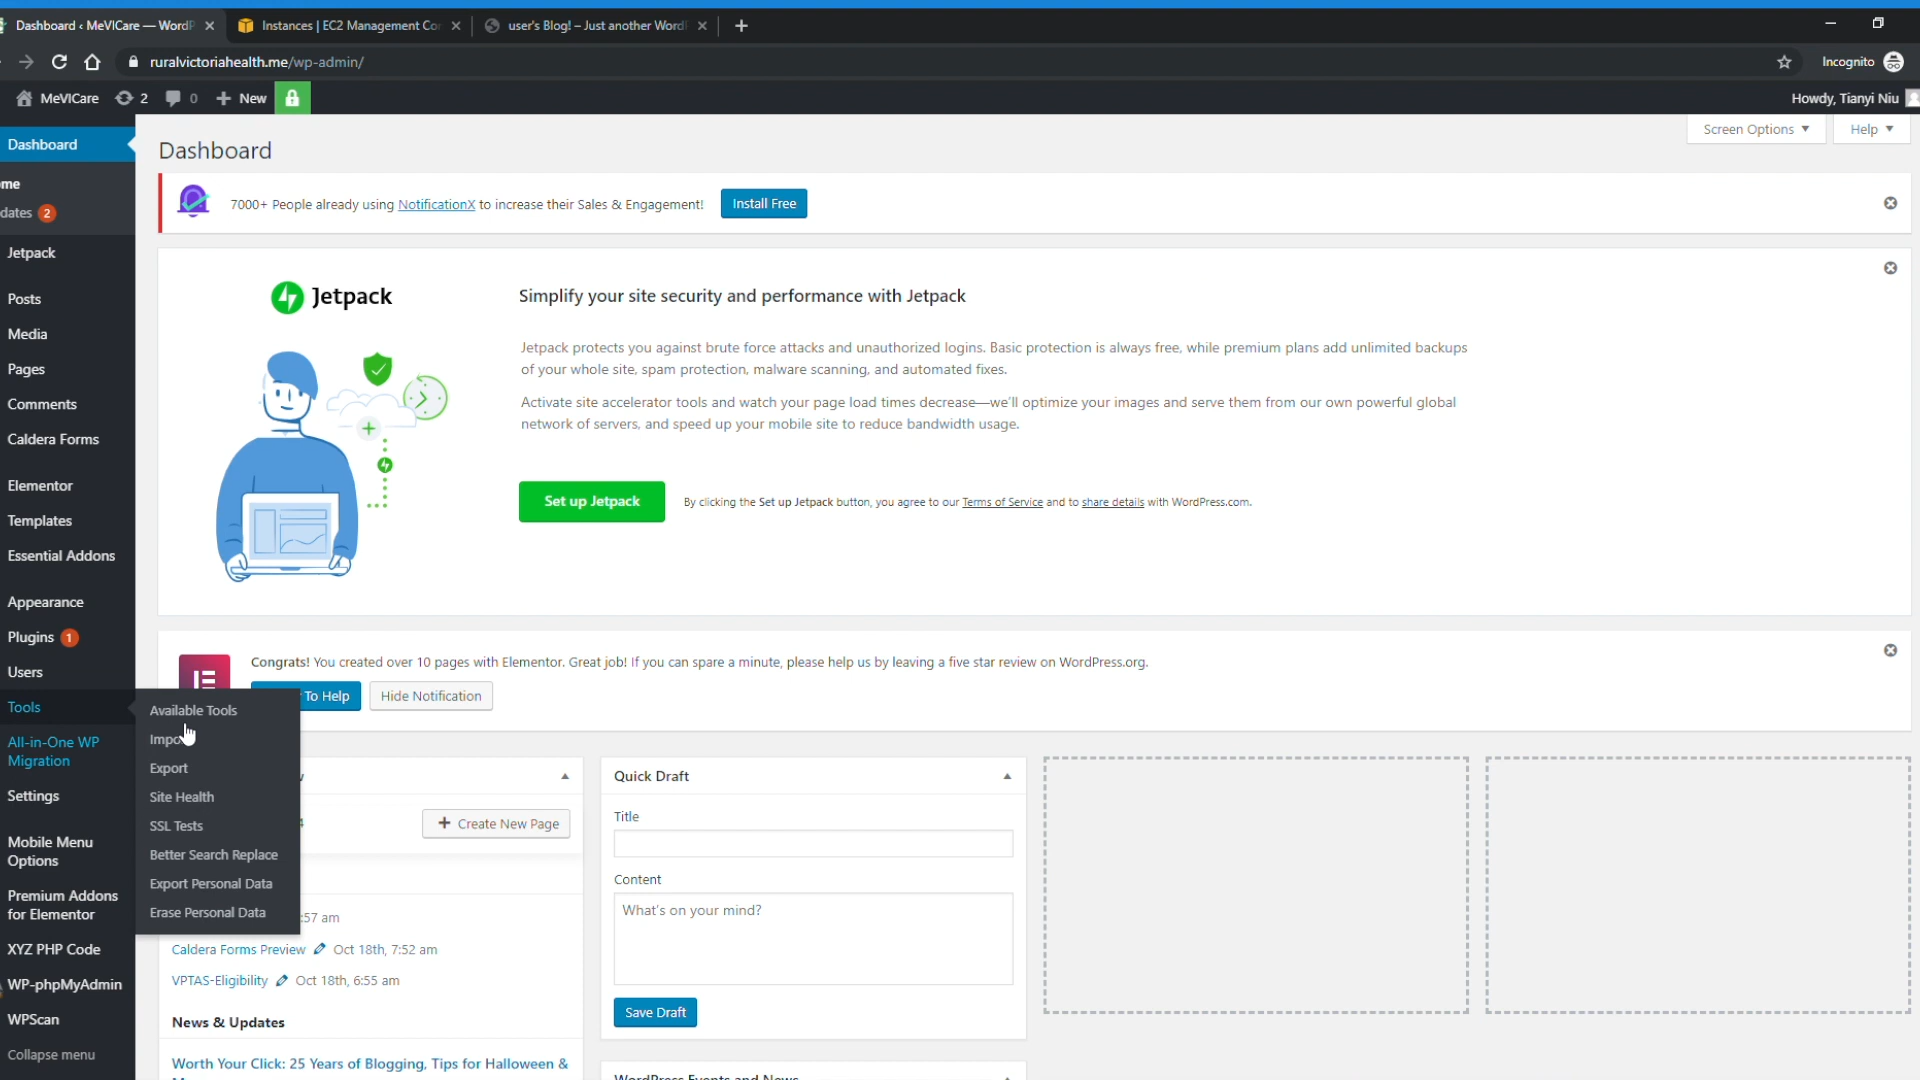 Dashboard ‹ MeVICare — WordP
Instances | EC2 Management Con
user's Blog! – Just another WordP
ruralvictoriahealth.me/wp-admin/
Incognito
MeVICare 2 0 + New
Howdy, Tianyi Niu
Screen Options ▼
Help ▼
Dashboard
me
dates 2
Jetpack
Posts
Media
Pages
Comments
Caldera Forms
Elementor
Templates
Essential Addons
Appearance
Plugins 1
Users
Tools
All-in-One WP
Migration
Settings
Mobile Menu
Options
Premium Addons
for Elementor
XYZ PHP Code
WP-phpMyAdmin
WPScan
Collapse menu
Available Tools
Impo
Export
Site Health
SSL Tests
Better Search Replace
Export Personal Data
Erase Personal Data
Dashboard
7000+ People already using NotificationX to increase their Sales & Engagement!
Install Free
Jetpack
Simplify your site security and performance with Jetpack
Jetpack protects you against brute force attacks and unauthorized logins. Basic protection is always free, while premium plans add unlimited backups
of your whole site, spam protection, malware scanning, and automated fixes.
Activate site accelerator tools and watch your page load times decrease—we'll optimize your images and serve them from our own powerful global
network of servers, and speed up your mobile site to reduce bandwidth usage.
Set up Jetpack
By clicking the Set up Jetpack button, you agree to our Terms of Service and to share details with WordPress.com.
Congrats! You created over 10 pages with Elementor. Great job! If you can spare a minute, please help us by leaving a five star review on WordPress.org.
To Help
Hide Notification
+ Create New Page
:57 am
Caldera Forms Preview Oct 18th, 7:52 am
VPTAS-Eligibility Oct 18th, 6:55 am
News & Updates
Worth Your Click: 25 Years of Blogging, Tips for Halloween &
Quick Draft
Title
Content
What's on your mind?
Save Draft
WordPress Events and News